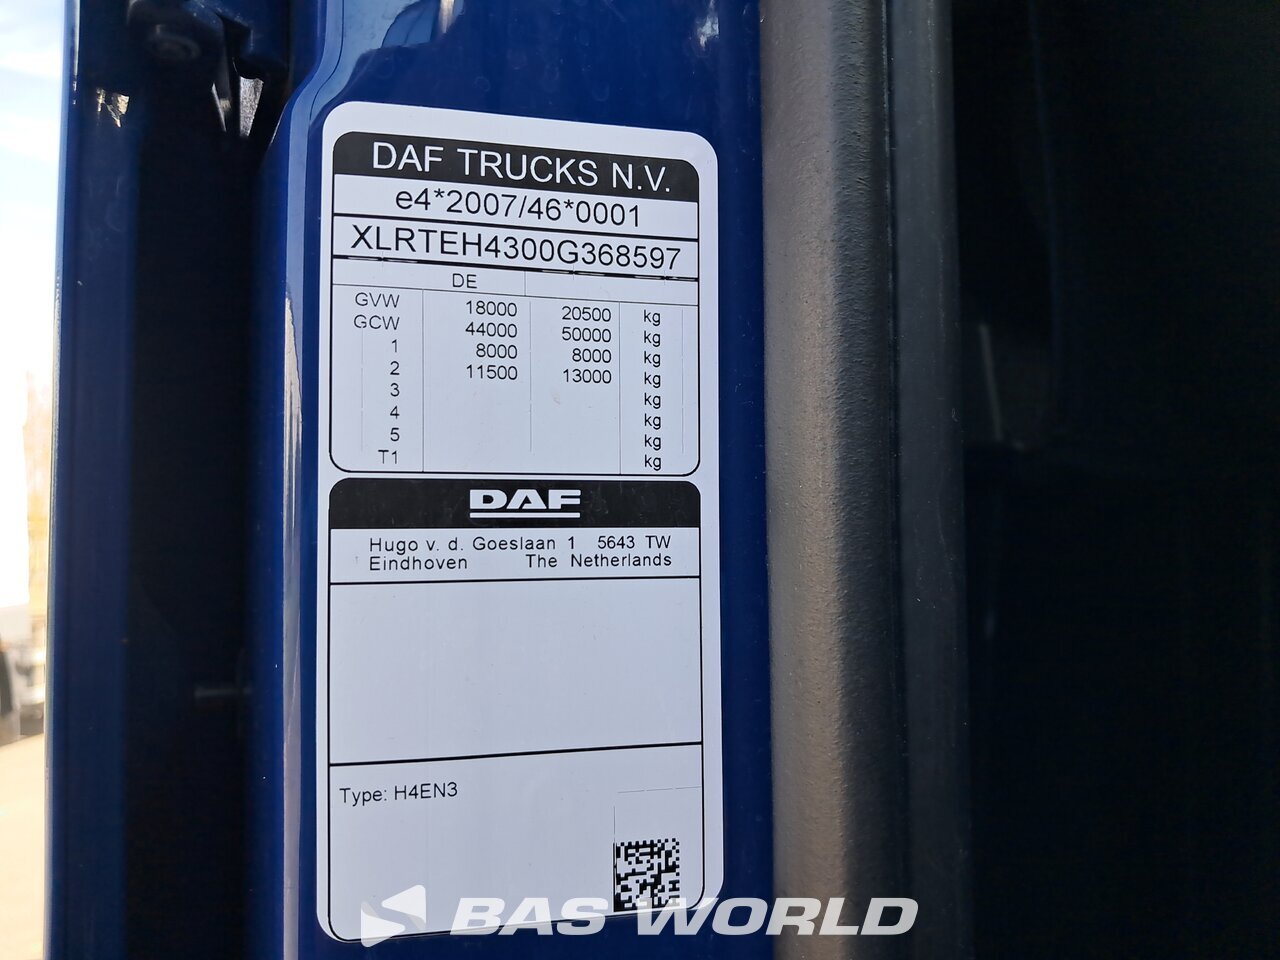 DAF TRUCKS N.V.
e4*2007/46*0001
XLRTEH4300G368597
DE
GVW 18000 20500 kg
GCW 44000 50000 kg
1 8000 8000 kg
2 11500 13000 kg
3 kg
4 kg
5 kg
T1 kg
DAF
Hugo v. d. Goeslaan 1 5643 TW
Eindhoven The Netherlands
Type: H4EN3
BAS WORLD